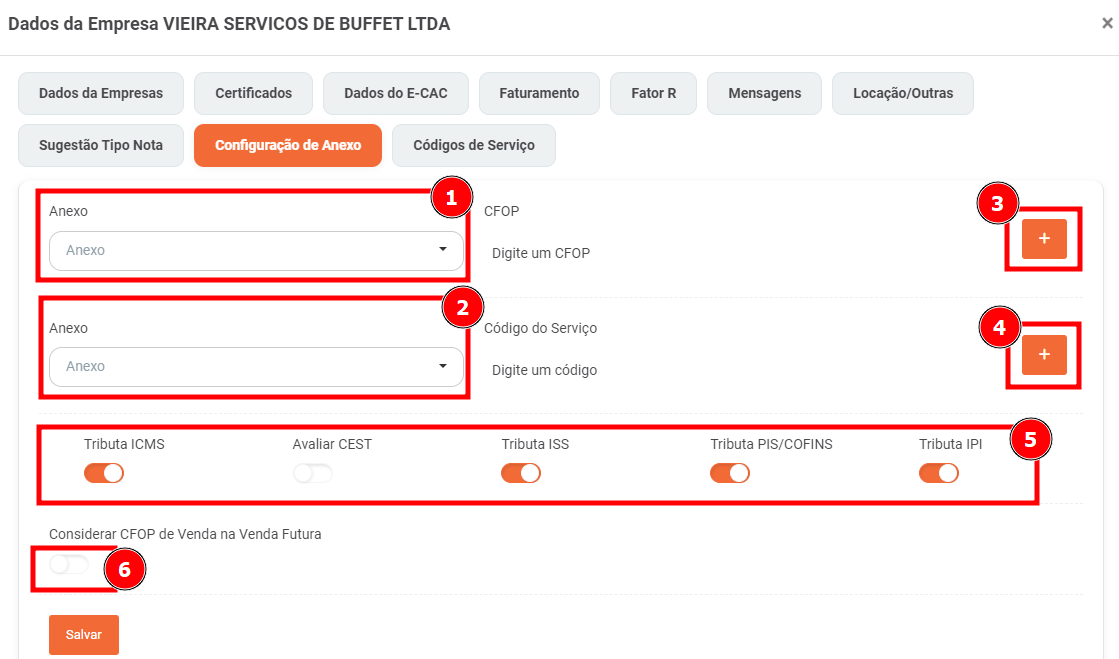 Dados da Empresa VIEIRA SERVICOS DE BUFFET LTDA ×
Dados da Empresas Certificados Dados do E-CAC Faturamento Fator R Mensagens Locação/Outras
Sugestão Tipo Nota Configuração de Anexo Códigos de Serviço
1 3
Anexo CFOP
Anexo Digite um CFOP +
2 4
Anexo Código do Serviço
Anexo Digite um código +
Tributa ICMS Avaliar CEST Tributa ISS Tributa PIS/COFINS Tributa IPI 5
Considerar CFOP de Venda na Venda Futura
6
Salvar